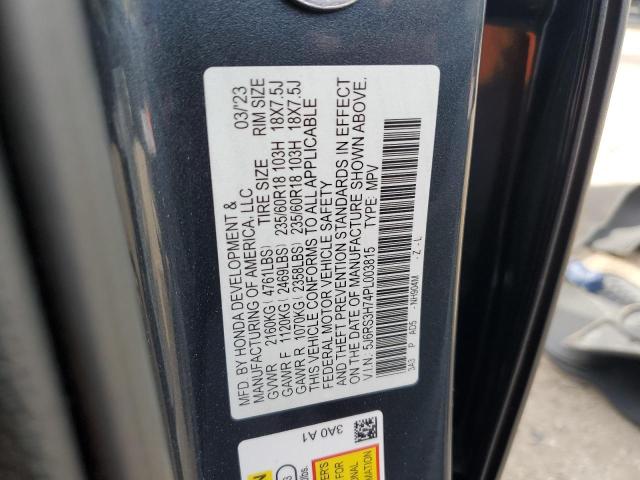 MFD. BY HONDA DEVELOPMENT &
MANUFACTURING OF AMERICA, LLC 03/'23
TIRE SIZE RIM SIZE
GVWR 2160KG (4761LBS)
GAWR F 1120KG (2469LBS) 235/60R18 103H 18X7.5J
GAWR R 1070KG (2358LBS) 235/60R18 103H 18X7.5J
THIS VEHICLE CONFORMS TO ALL APPLICABLE
FEDERAL MOTOR VEHICLE SAFETY
AND THEFT PREVENTION STANDARDS IN EFFECT
ON THE DATE OF MANUFACTURE SHOWN ABOVE.
V.I.N. 5J6RS3H74PL003815 TYPE: MPV
3A3 P AD5 -NH904M -Z -L
3A0 A1